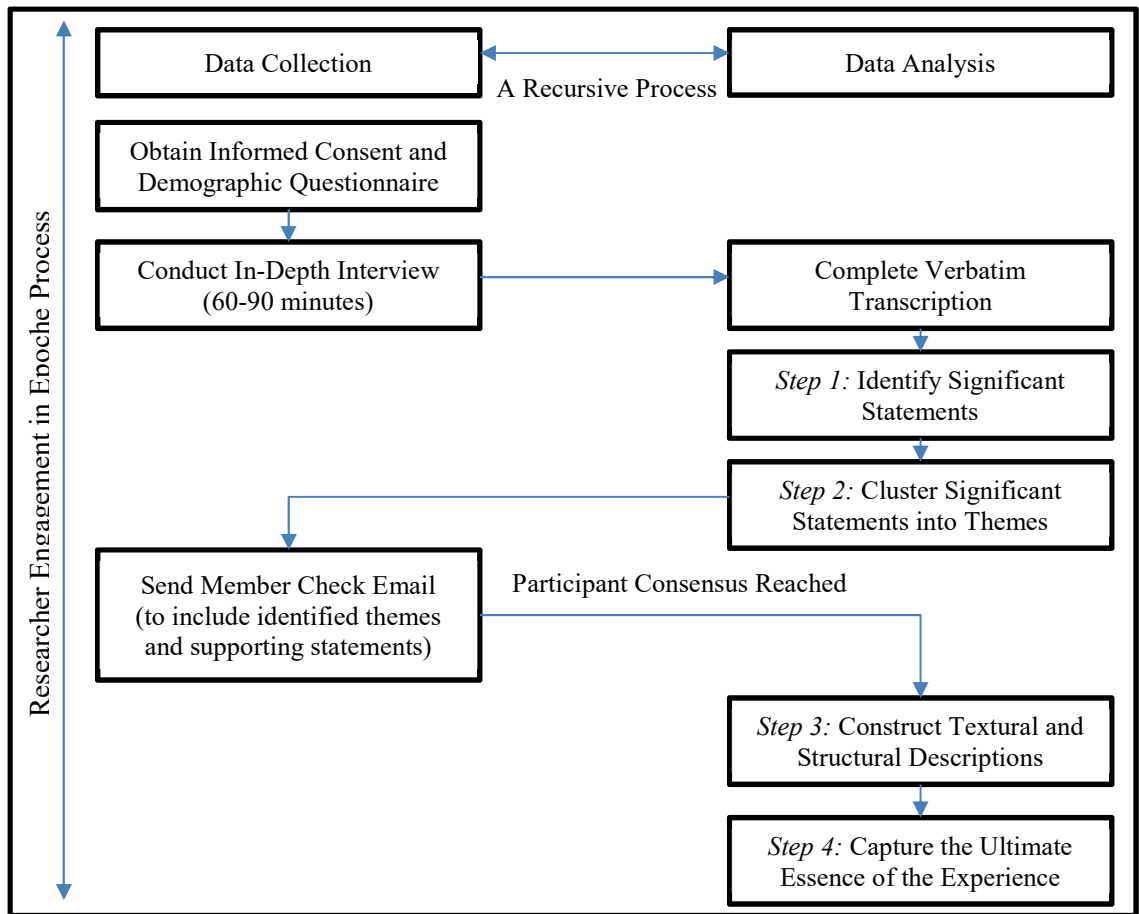 Data Collection
Data Analysis
A Recursive Process
Obtain Informed Consent and
Demographic Questionnaire
Conduct In-Depth Interview
(60-90 minutes)
Complete Verbatim
Transcription
Step 1: Identify Significant
Statements
Step 2: Cluster Significant
Statements into Themes
Send Member Check Email
(to include identified themes
and supporting statements)
Participant Consensus Reached
Step 3: Construct Textural and
Structural Descriptions
Step 4: Capture the Ultimate
Essence of the Experience
Researcher Engagement in Epoche Process